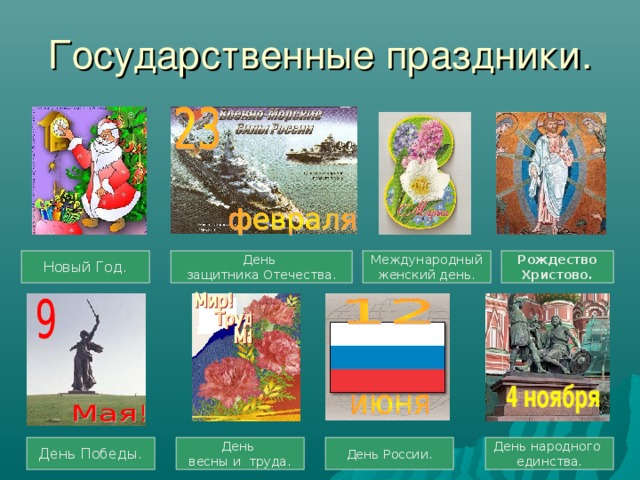 Государственные праздники.
23
Военно-Морские
Силы России
февраля
8
Новый Год.
День
защитника Отечества.
Международный
женский день.
Рождество
Христово.
9
Мая!
Мир!
Труд
12
июня
4 ноября
День Победы.
День
весны и труда.
День России.
День народного
единства.